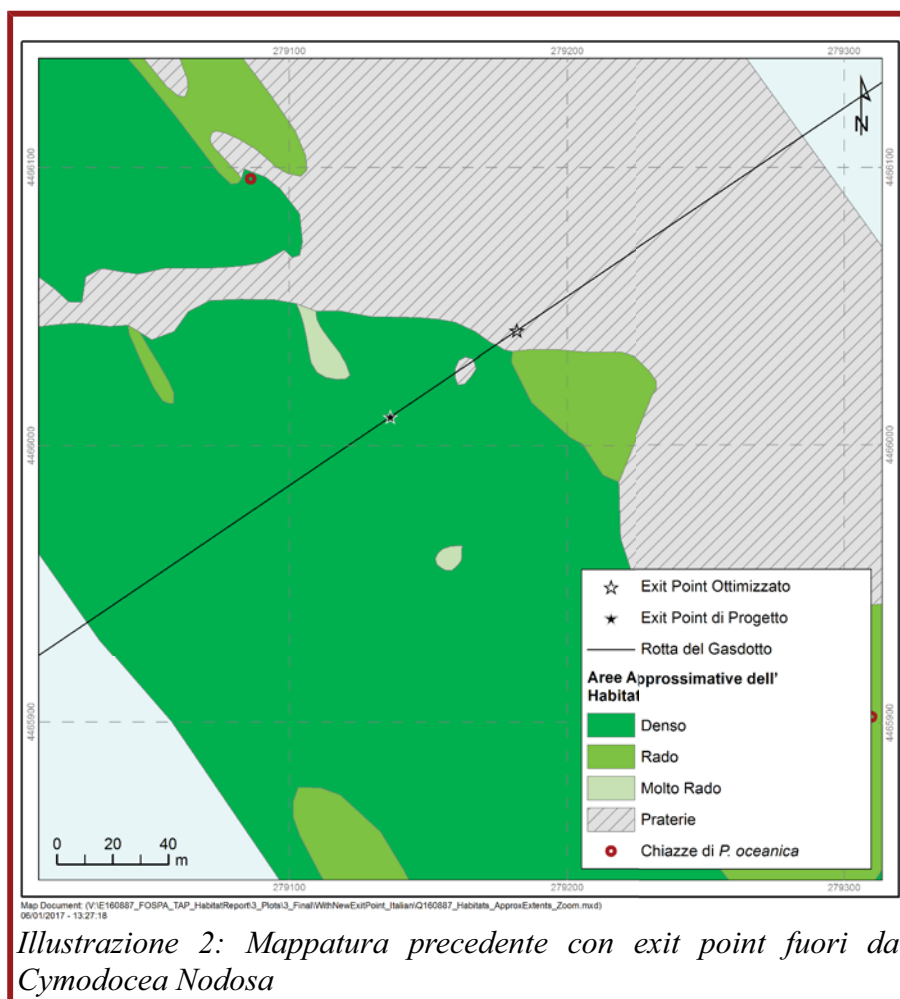 279100 279200 279300
N
4466100 4466100
4466000 4466000
4465900 4465900
Exit Point Ottimizzato
Exit Point di Progetto
Rotta del Gasdotto
Aree Approssimative dell'
Habitat
Denso
Rado
Molto Rado
Praterie
Chiazze di P. oceanica
0 20 40
m
279100 279200 279300
Map Document: (V:\E160887_FOSPA_TAP_HabitatReport\3_Plots\3_Final\WithNewExitPoint_Italian\Q160887_Habitats_ApproxExtents_Zoom.mxd)
06/01/2017 - 13:27:18
Illustrazione 2: Mappatura precedente con exit point fuori da
Cymodocea Nodosa